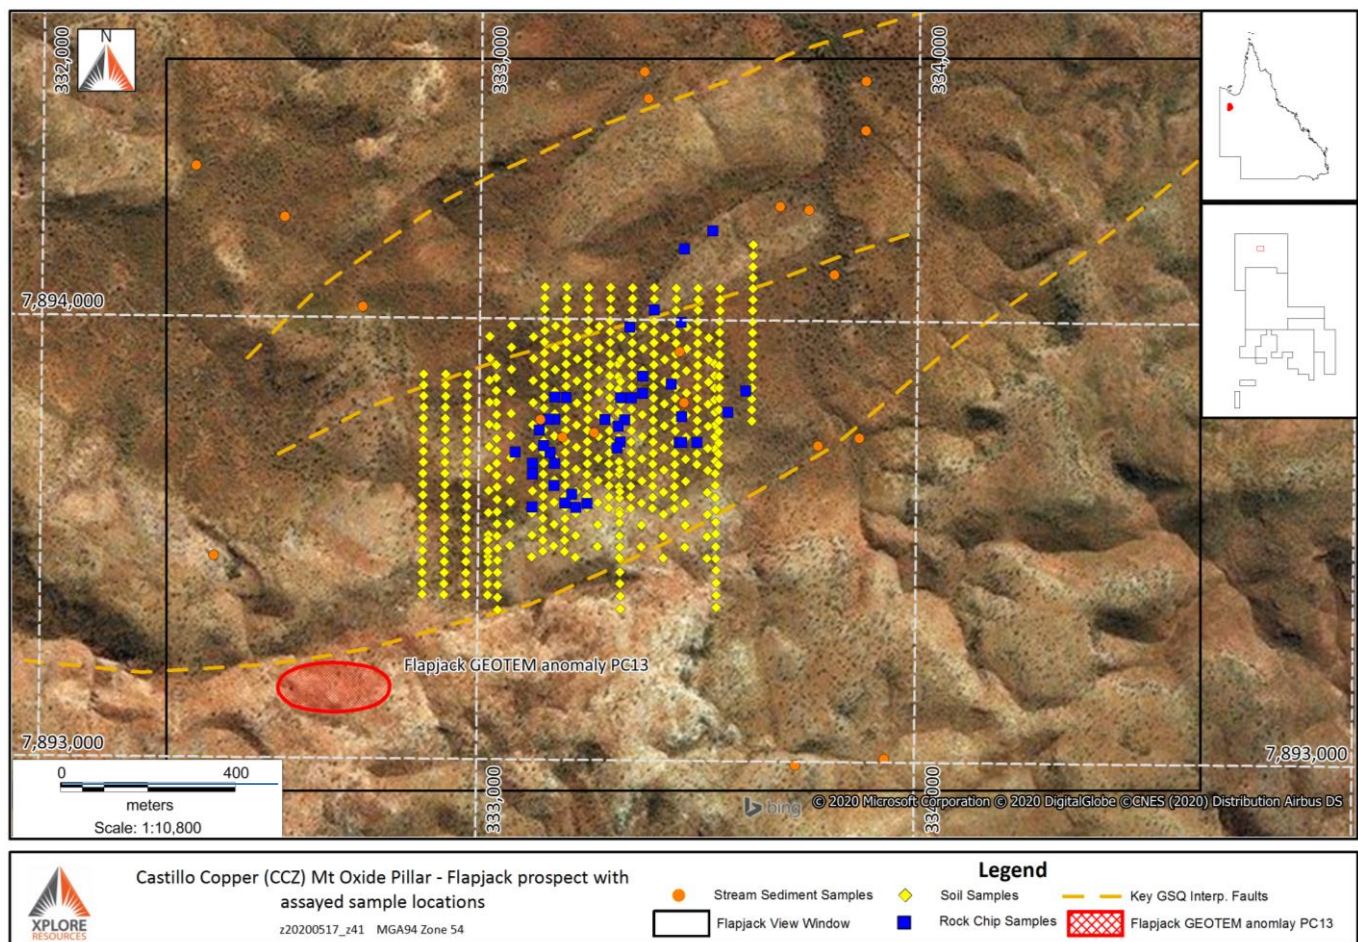 N
332,000
333,000
334,000
7,894,000
Flapjack GEOTEM anomaly PC13
7,893,000
7,893,000
0 400
meters
Scale: 1:10,800
333,000
334,000
bing © 2020 Microsoft Corporation © 2020 DigitalGlobe ©CNES (2020) Distribution Airbus DS
XPLORE
RESOURCES
Castillo Copper (CCZ) Mt Oxide Pillar - Flapjack prospect with
assayed sample locations
z20200517_z41 MGA94 Zone 54
Legend
Stream Sediment Samples
Soil Samples
Key GSQ Interp. Faults
Flapjack View Window
Rock Chip Samples
Flapjack GEOTEM anomlay PC13